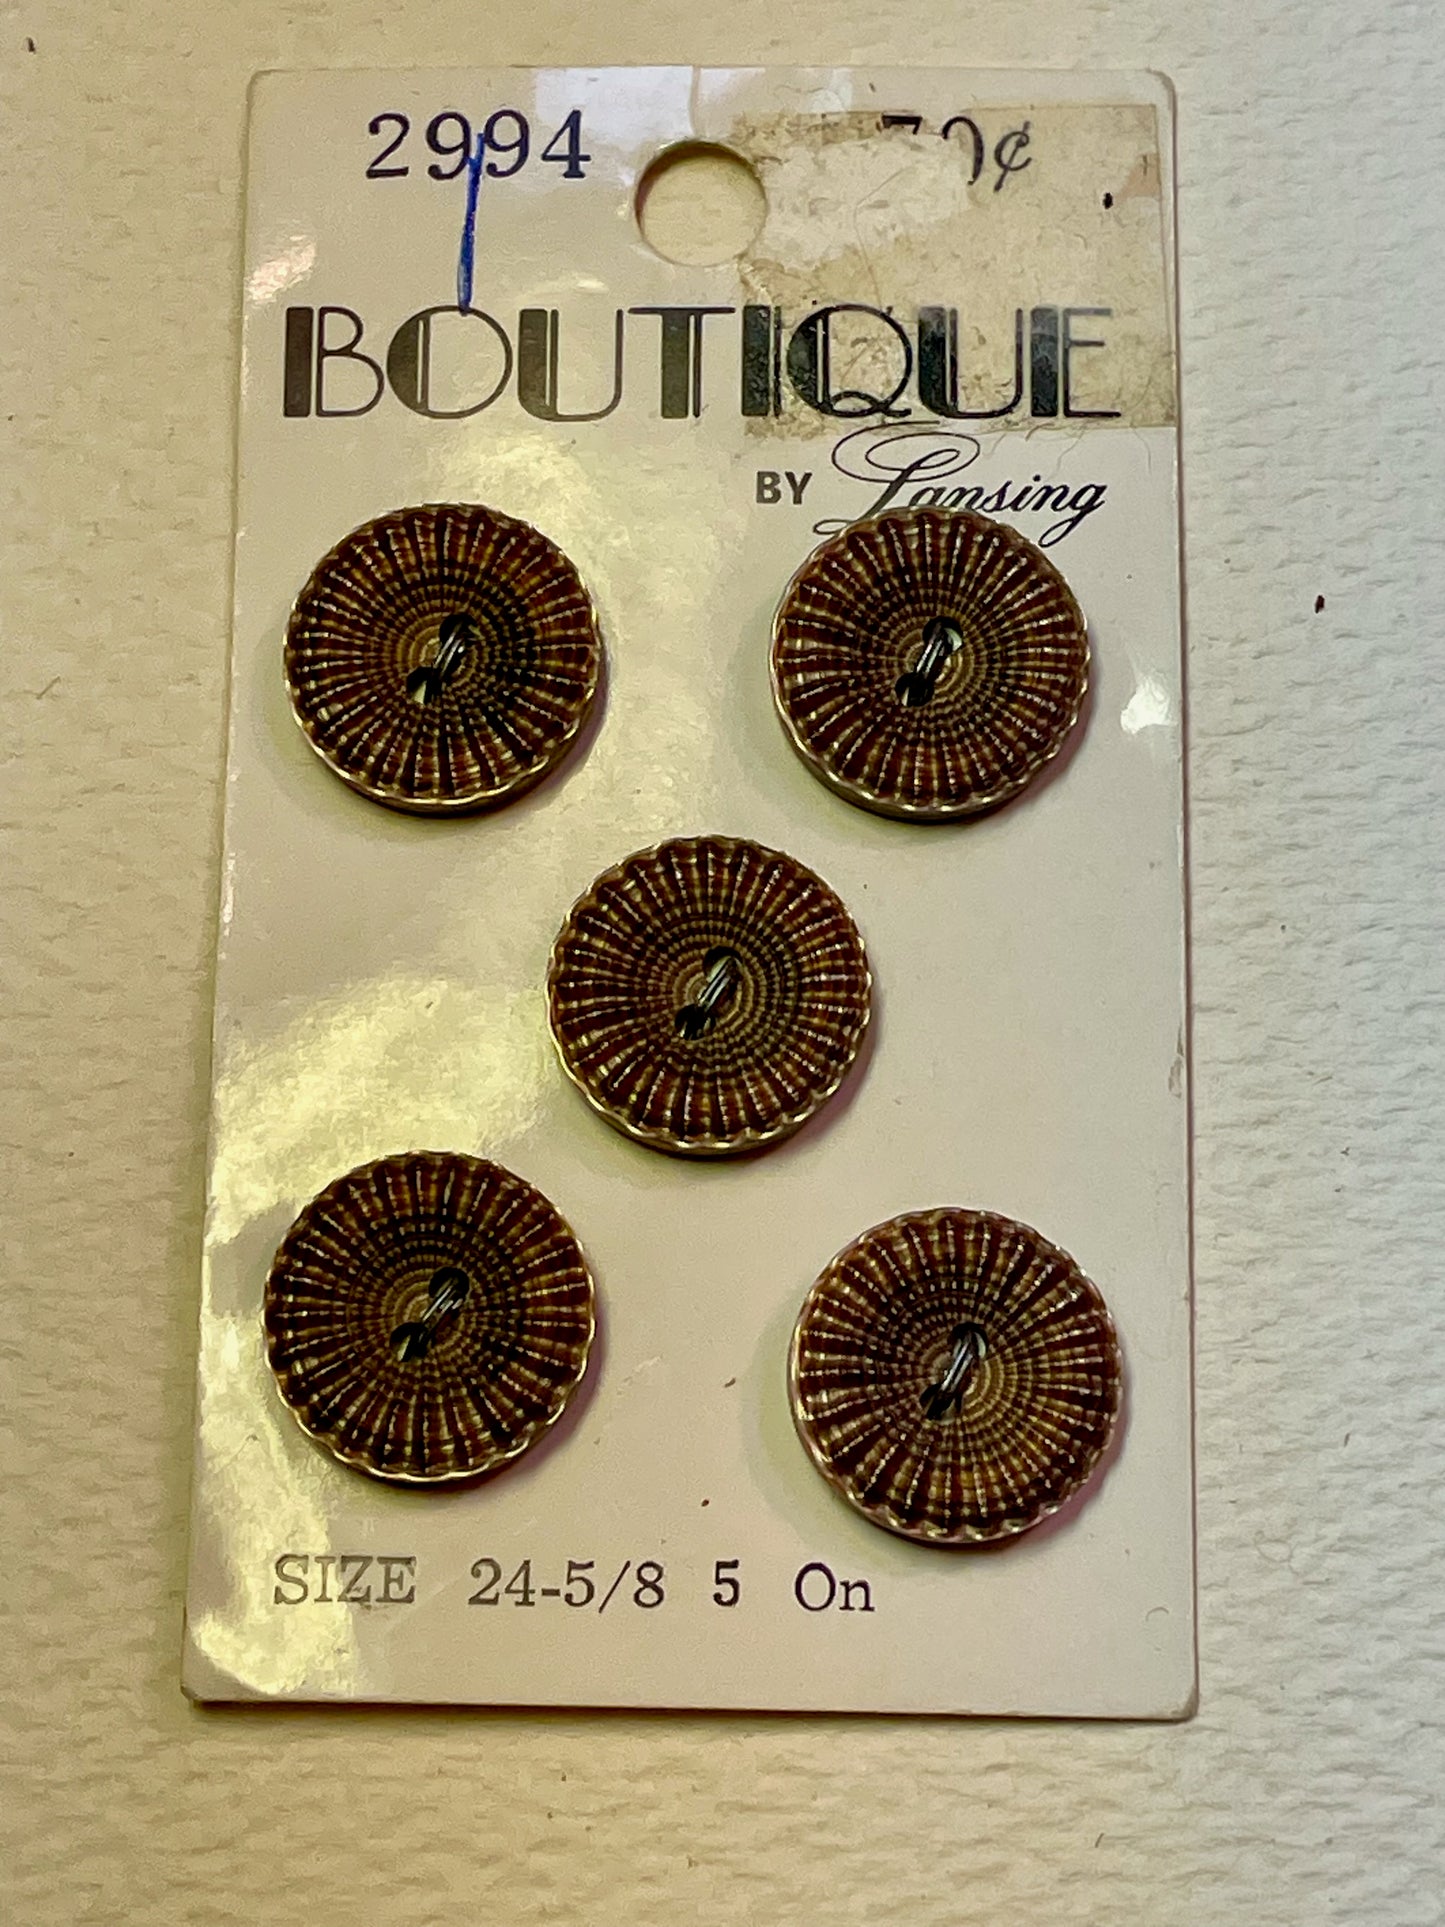 2994
BOUTIQUE
BY Lansing
SIZE 24-5/8 5 On